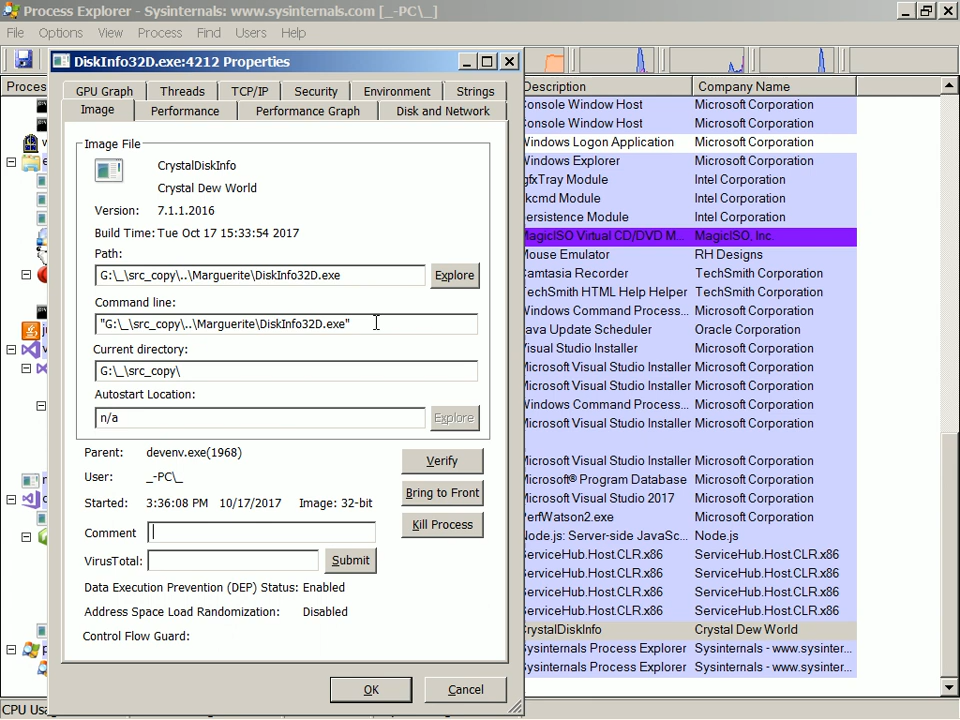 Process Explorer - Sysinternals: www.sysinternals.com [_-PC\_]
File Options View Process Find Users Help
DiskInfo32D.exe:4212 Properties
GPU Graph Threads TCP/IP Security Environment Strings
Image Performance Performance Graph Disk and Network
Image File
CrystalDiskInfo
Crystal Dew World
Version: 7.1.1.2016
Build Time: Tue Oct 17 15:33:54 2017
Path:
G:\_\src_copy\..\Marguerite\DiskInfo32D.exe Explore
Command line:
"G:\_\src_copy\..\Marguerite\DiskInfo32D.exe"
Current directory:
G:\_\src_copy\
Autostart Location:
n/a Explore
Parent: devenv.exe(1968)
Verify
User: _-PC\_
Started: 3:36:08 PM 10/17/2017 Image: 32-bit
Bring to Front
Comment
Kill Process
VirusTotal: Submit
Data Execution Prevention (DEP) Status: Enabled
Address Space Load Randomization: Disabled
Control Flow Guard:
OK Cancel
Proces
Description Company Name
Console Window Host Microsoft Corporation
Console Window Host Microsoft Corporation
Windows Logon Application Microsoft Corporation
Windows Explorer Microsoft Corporation
gfxTray Module Intel Corporation
kcmd Module Intel Corporation
ersistence Module Intel Corporation
MagicISO Virtual CD/DVD M... MagicISO, Inc.
Mouse Emulator RH Designs
Camtasia Recorder TechSmith Corporation
TechSmith HTML Help Helper TechSmith Corporation
Windows Command Proces... Microsoft Corporation
ava Update Scheduler Oracle Corporation
Visual Studio Installer Microsoft Corporation
Microsoft Visual Studio Installer Microsoft Corporation
Microsoft Visual Studio Installer Microsoft Corporation
Windows Command Proces... Microsoft Corporation
Microsoft Visual Studio Installer Microsoft Corporation
Microsoft Visual Studio Installer Microsoft Corporation
Microsoft® Program Database Microsoft Corporation
Microsoft Visual Studio 2017 Microsoft Corporation
PerfWatson2.exe Microsoft Corporation
Node.js: Server-side JavaSc... Node.js
ServiceHub.Host.CLR.x86 ServiceHub.Host.CLR.x86
ServiceHub.Host.CLR.x86 ServiceHub.Host.CLR.x86
ServiceHub.Host.CLR.x86 ServiceHub.Host.CLR.x86
ServiceHub.Host.CLR.x86 ServiceHub.Host.CLR.x86
CrystalDiskInfo Crystal Dew World
Sysinternals Process Explorer Sysinternals - www.sysinter...
Sysinternals Process Explorer Sysinternals - www.sysinter...
CPU Usag